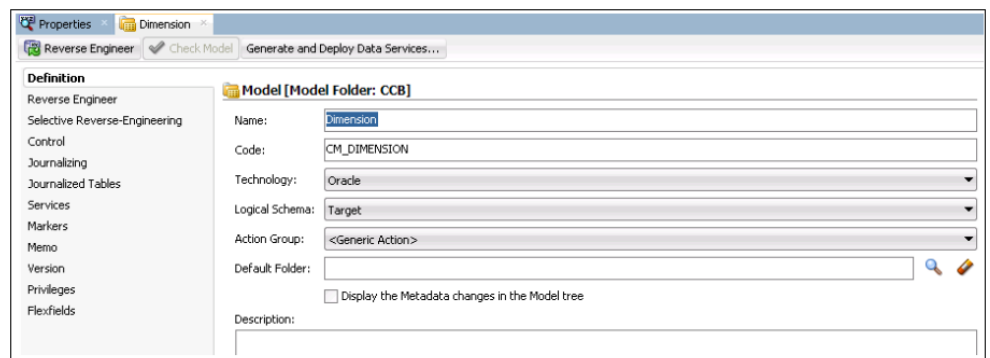 Properties Dimension
Reverse Engineer Check Model Generate and Deploy Data Services...
Definition
Reverse Engineer
Selective Reverse-Engineering
Control
Journalizing
Journalized Tables
Services
Markers
Memo
Version
Privileges
Flexfields
Model [Model Folder: CCB]
Name: Dimension
Code: CM_DIMENSION
Technology: Oracle
Logical Schema: Target
Action Group: <Generic Action>
Default Folder:
Display the Metadata changes in the Model tree
Description: